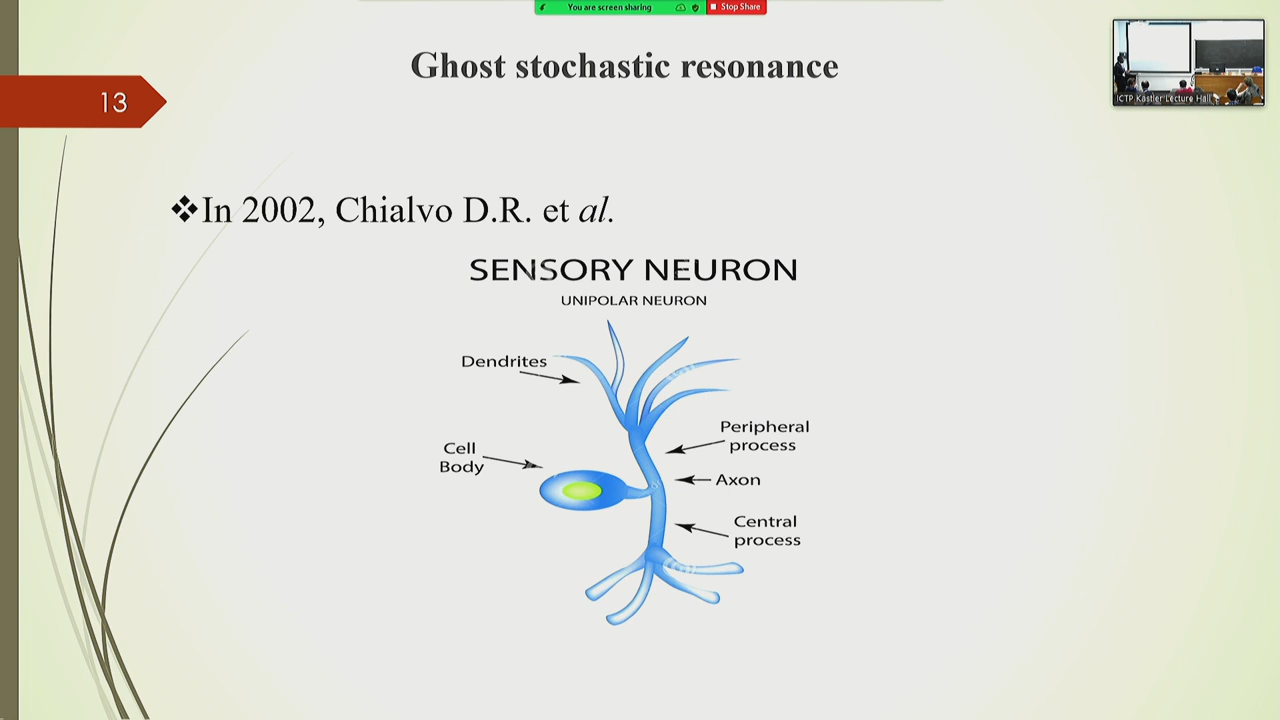 You are screen sharing
Stop Share
Ghost stochastic resonance
13
ICTP Kastler Lecture Hall
❖In 2002, Chialvo D.R. et al.
SENSORY NEURON
UNIPOLAR NEURON
Dendrites
Peripheral
process
Cell
Body
Axon
Central
process